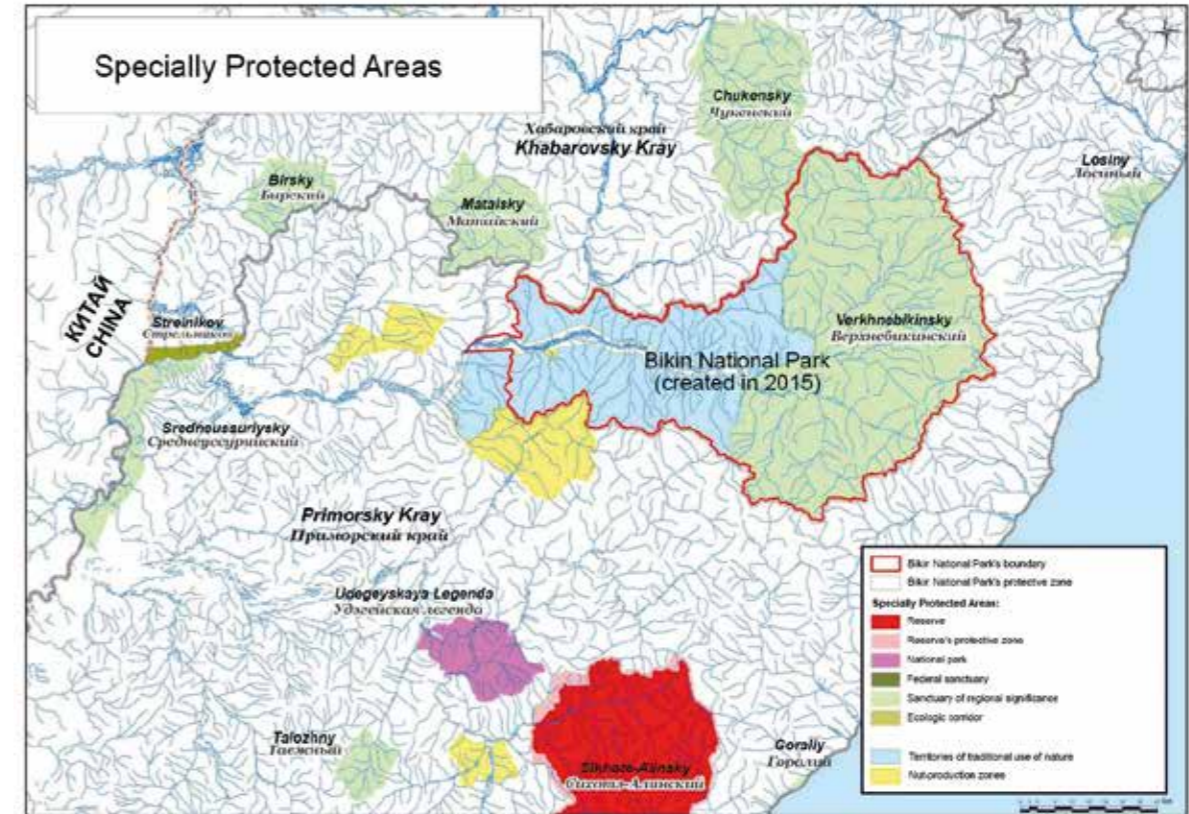 Specially Protected Areas
Chukensky
Чукенский
Хабаровский край
Khabarovsky Kray
Losiny
Лосиный
Birsky
Бирский
Mataisky
Матайский
КИТАЙ
CHINA
Strelnikov
Стрельников
Verkhnebikinsky
Верхнебикинский
Bikin National Park
(created in 2015)
Sredneussuriysky
Среднеуссурийский
Primorsky Kray
Приморский край
Udegeyskaya Legenda
Удэгейская легенда
Taiozhny
Таежный
Sikhote-Alinsky
Сихотэ-Алинский
Goraliy
Горалий
Bikin National Park's boundary
Bikin National Park's protective zone
Specially Protected Areas:
Reserve
Reserve's protective zone
National park
Federal sanctuary
Sanctuary of regional significance
Ecologic corridor
Territories of traditional use of nature
Nut-production zones